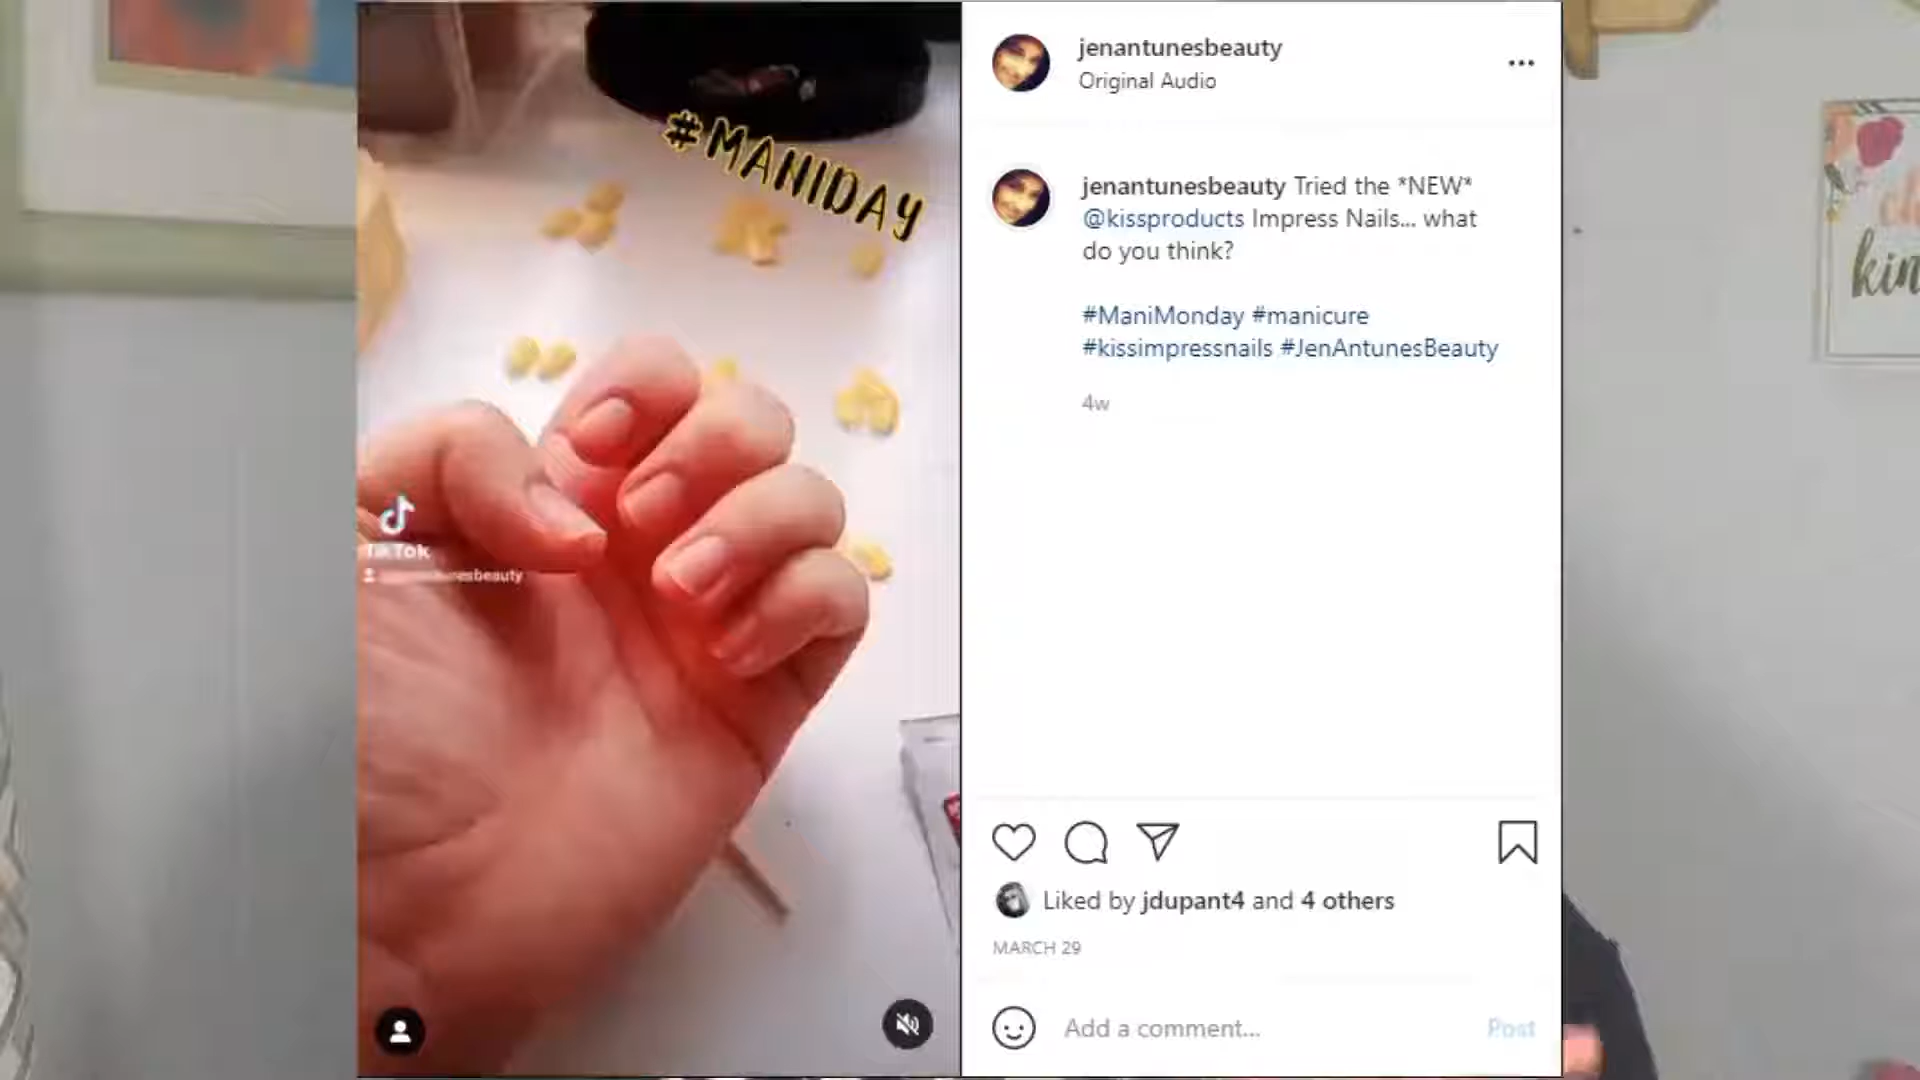 #MANIDAY
TikTok
jenantunesbeauty
Original Audio
jenantunesbeauty Tried the *NEW*
@kissproducts Impress Nails... what
do you think?
#ManiMonday #manicure
#kissimpressnails #JenAntunesBeauty
4w
Liked by jdupant4 and 4 others
MARCH 29
Add a comment...
Post